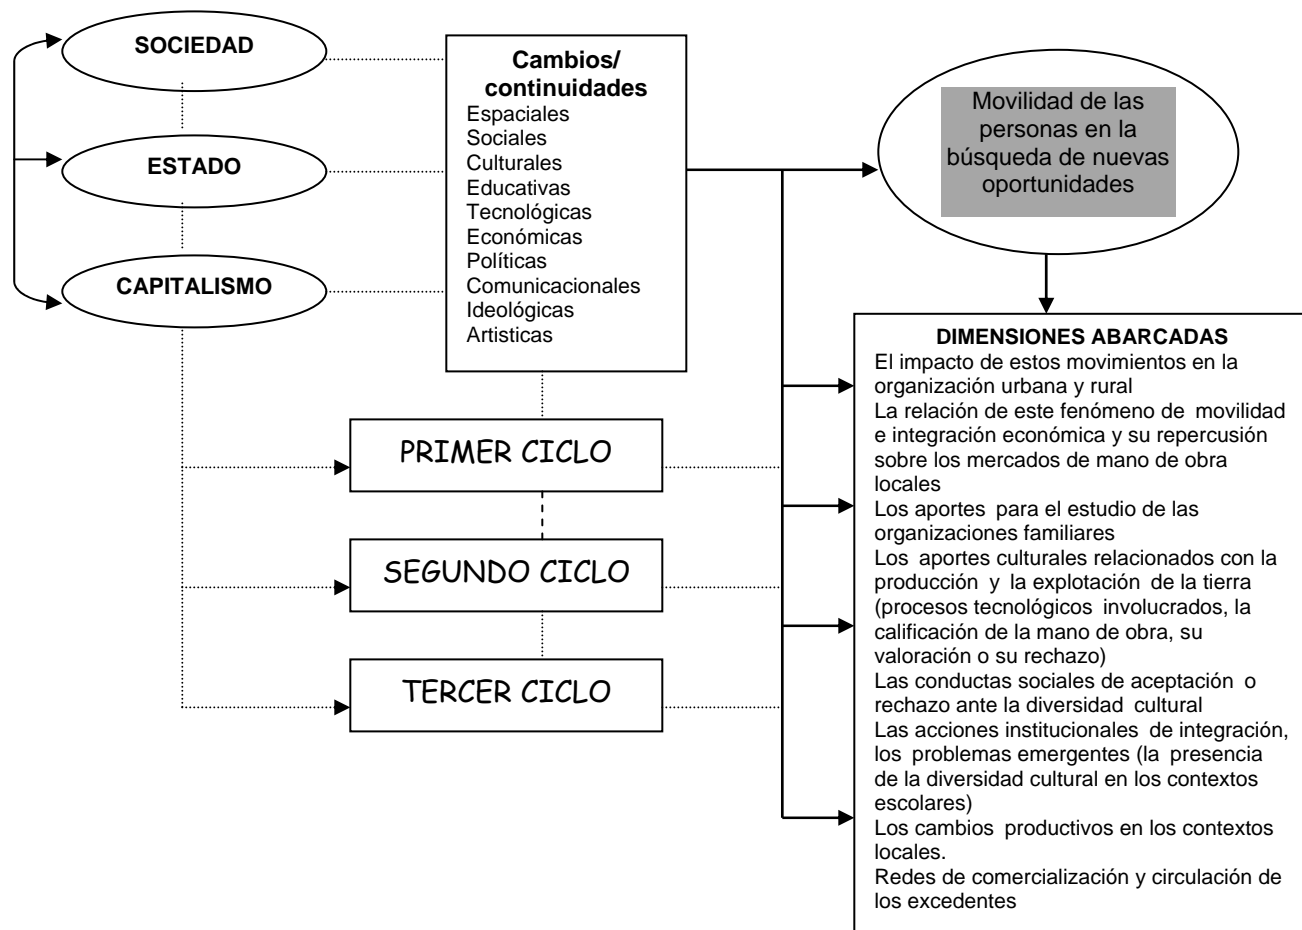 SOCIEDAD
ESTADO
CAPITALISMO
Cambios/
continuidades
Espaciales
Sociales
Culturales
Educativas
Tecnológicas
Económicas
Políticas
Comunicacionales
Ideológicas
Artisticas
PRIMER CICLO
SEGUNDO CICLO
TERCER CICLO
Movilidad de las
personas en la
búsqueda de nuevas
oportunidades
DIMENSIONES ABARCADAS
El impacto de estos movimientos en la
organización urbana y rural
La relación de este fenómeno de movilidad
e integración económica y su repercusión
sobre los mercados de mano de obra
locales
Los aportes para el estudio de las
organizaciones familiares
Los aportes culturales relacionados con la
producción y la explotación de la tierra
(procesos tecnológicos involucrados, la
calificación de la mano de obra, su
valoración o su rechazo)
Las conductas sociales de aceptación o
rechazo ante la diversidad cultural
Las acciones institucionales de integración,
los problemas emergentes (la presencia
de la diversidad cultural en los contextos
escolares)
Los cambios productivos en los contextos
locales.
Redes de comercialización y circulación de
los excedentes